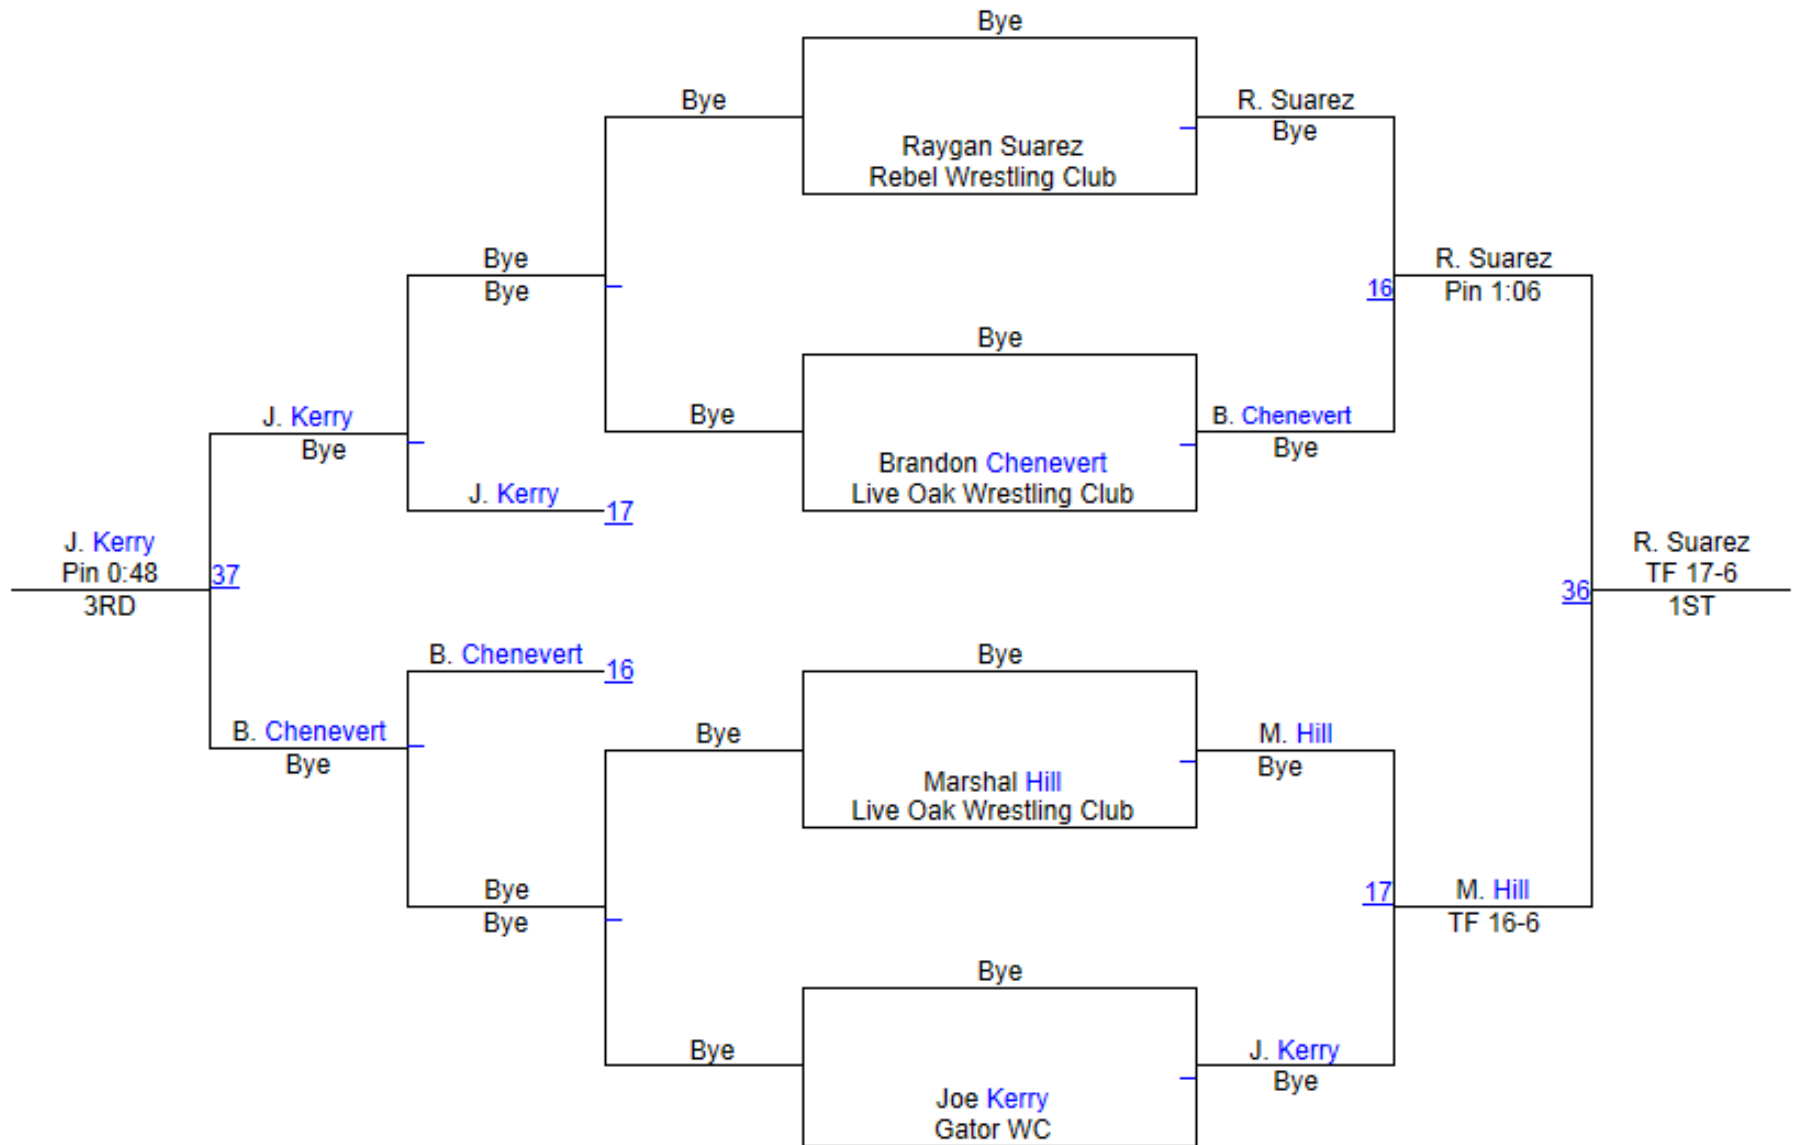 Bye
Bye
R. Suarez
Bye
Raygan Suarez
Rebel Wrestling Club
Bye
Bye
R. Suarez
16
Pin 1:06
Bye
J. Kerry
Bye
Bye
B. Chenevert
Bye
Brandon Chenevert
Live Oak Wrestling Club
J. Kerry
17
J. Kerry
Pin 0:48
37
3RD
R. Suarez
TF 17-6
36
1ST
B. Chenevert
16
Bye
B. Chenevert
Bye
Bye
M. Hill
Bye
Marshal Hill
Live Oak Wrestling Club
Bye
Bye
17
M. Hill
TF 16-6
Bye
Bye
J. Kerry
Bye
Joe Kerry
Gator WC